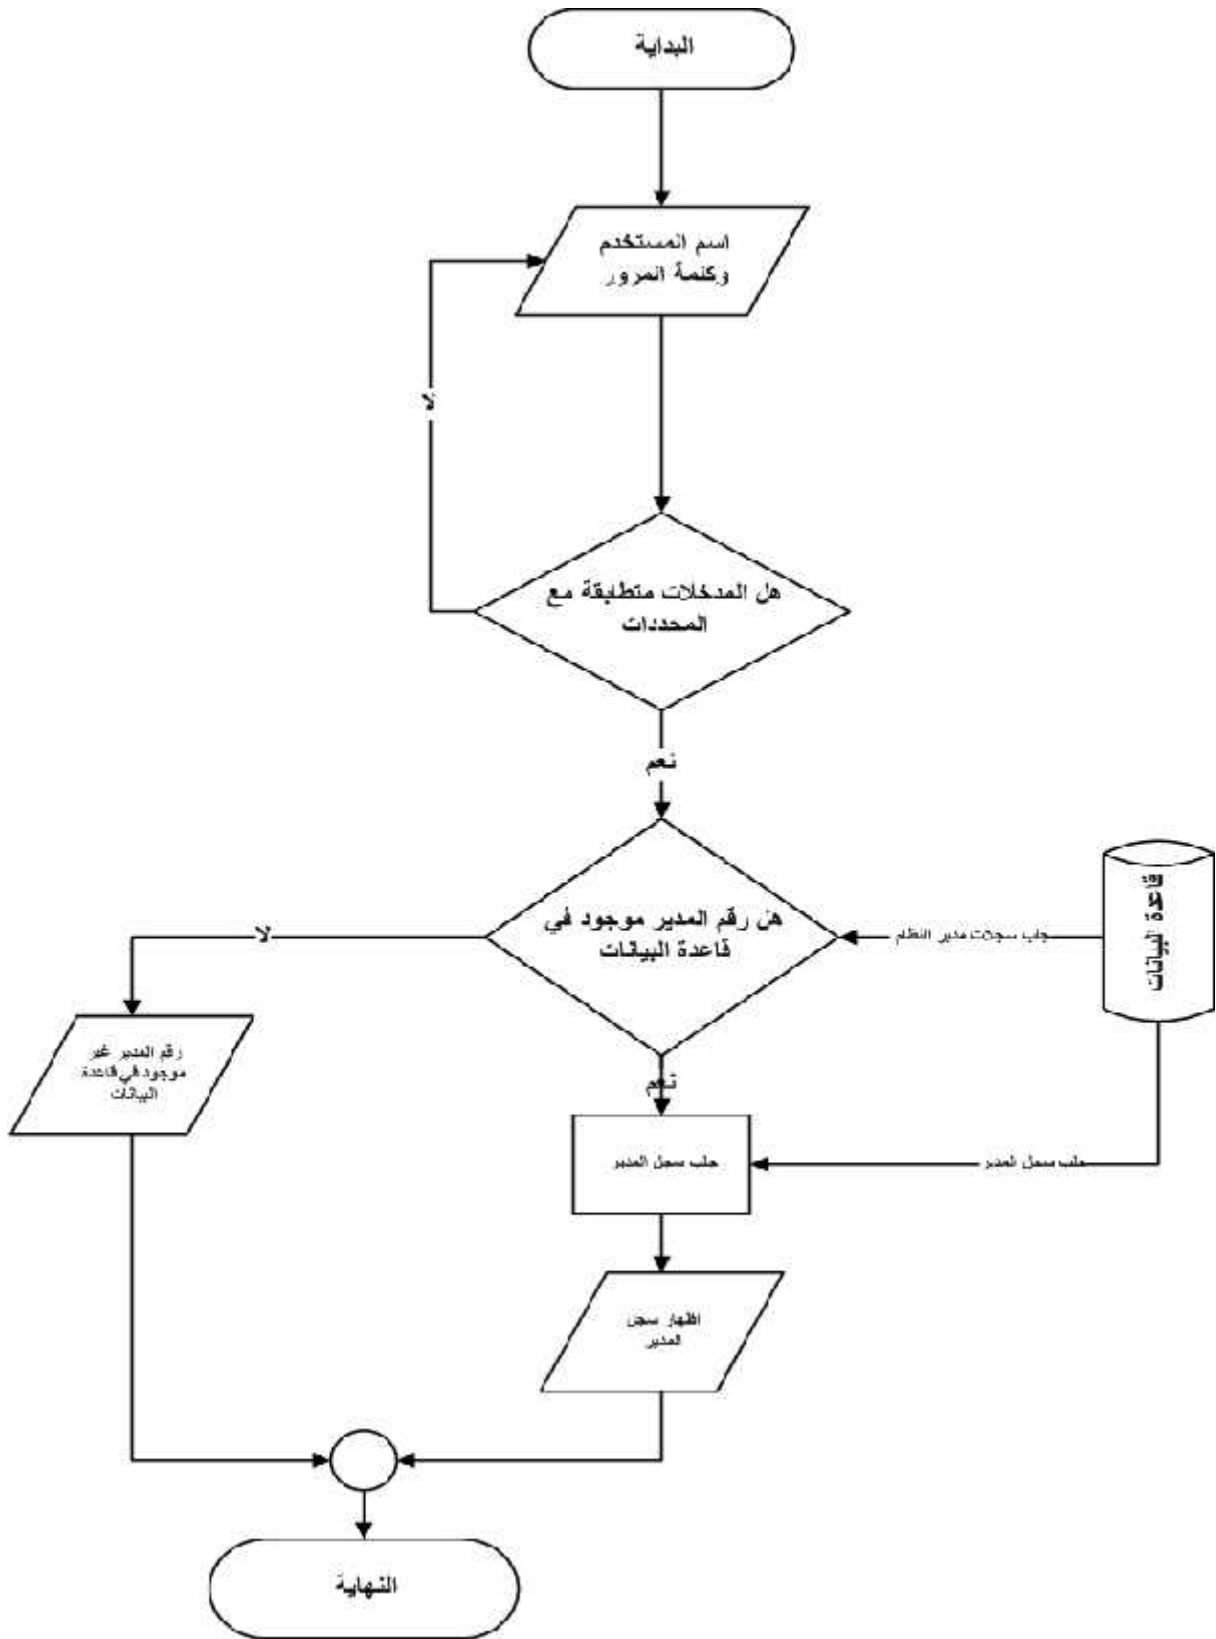 البداية
اسم المستخدم
وكلمة المرور
لا
هل المدخلات متطابقة مع
المحددات
نعم
هل رقم المدير موجود في
قاعدة البيانات
لا
جلب سجلات مدير النظام
قاعدة البيانات
رقم المدير غير
موجود في قاعدة
البيانات
نعم
جلب سجل المدير
جلب سجل المدير
اظهار سجل
المدير
النهاية